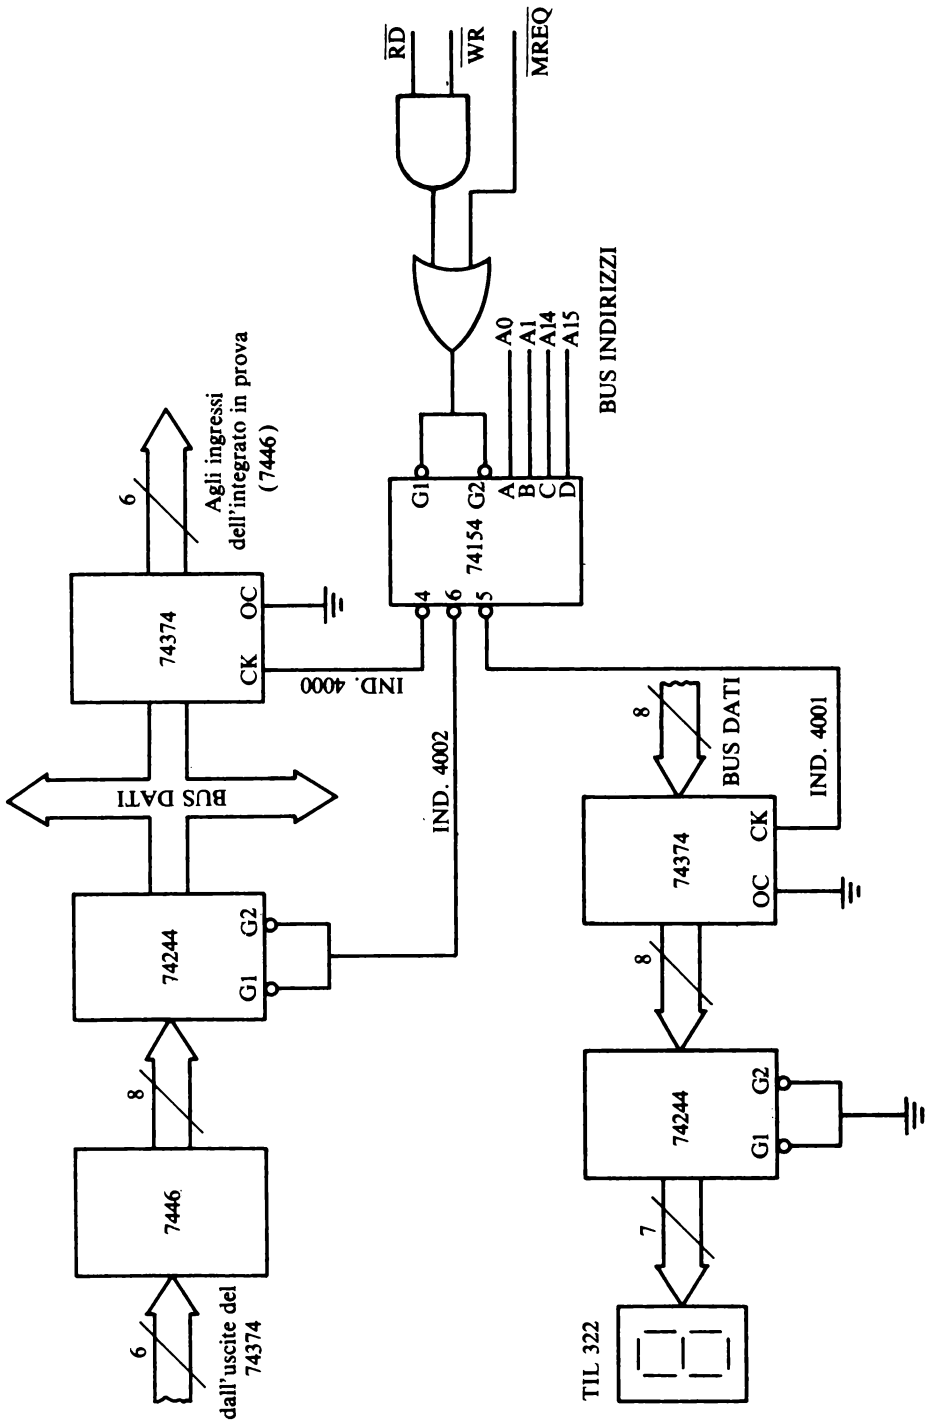 6
dall'uscite del
74374
7446
8
74244
G1
G2
BUS DATI
IND. 4002
74374
CK
OC
IND. 4000
6
Agli ingressi
dell'integrato in prova
(7446)
4
6
5
74154
G1
G2
A
B
C
D
A0
A1
A14
A15
BUS INDIRIZZI
RD
WR
MREQ
TIL 322
7
74244
G1
G2
8
74374
OC
CK
8
BUS DATI
IND. 4001